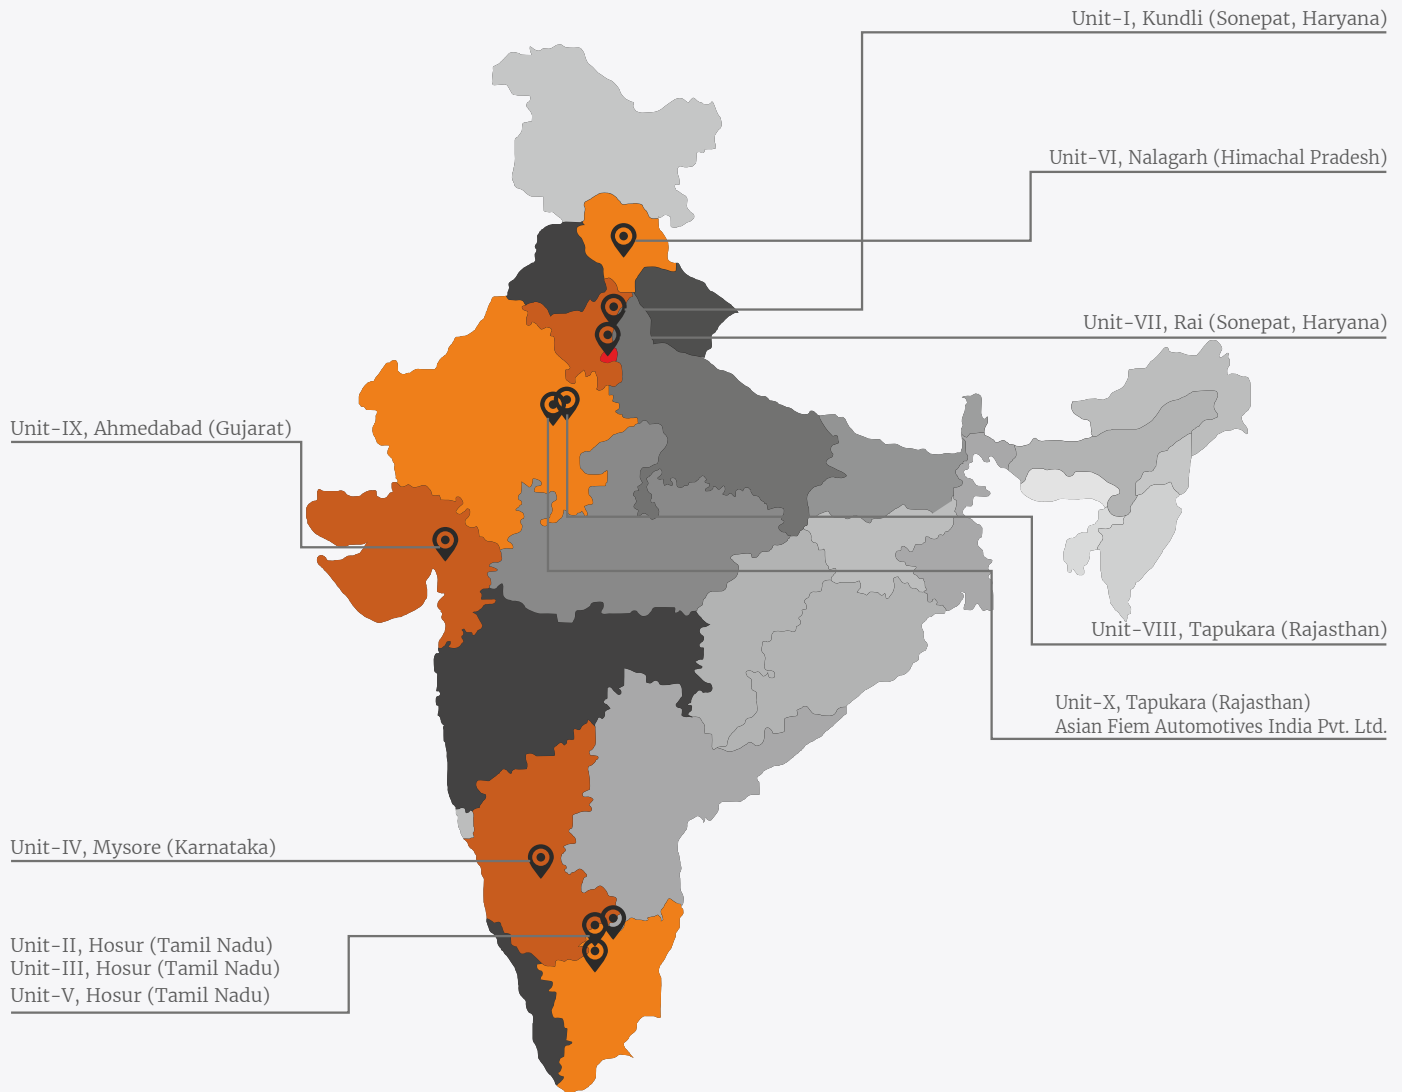 Unit-I, Kundli (Sonepat, Haryana)
Unit-VI, Nalagarh (Himachal Pradesh)
Unit-VII, Rai (Sonepat, Haryana)
Unit-IX, Ahmedabad (Gujarat)
Unit-VIII, Tapukara (Rajasthan)
Unit-X, Tapukara (Rajasthan)
Asian Fiem Automotives India Pvt. Ltd.
Unit-IV, Mysore (Karnataka)
Unit-II, Hosur (Tamil Nadu)
Unit-III, Hosur (Tamil Nadu)
Unit-V, Hosur (Tamil Nadu)